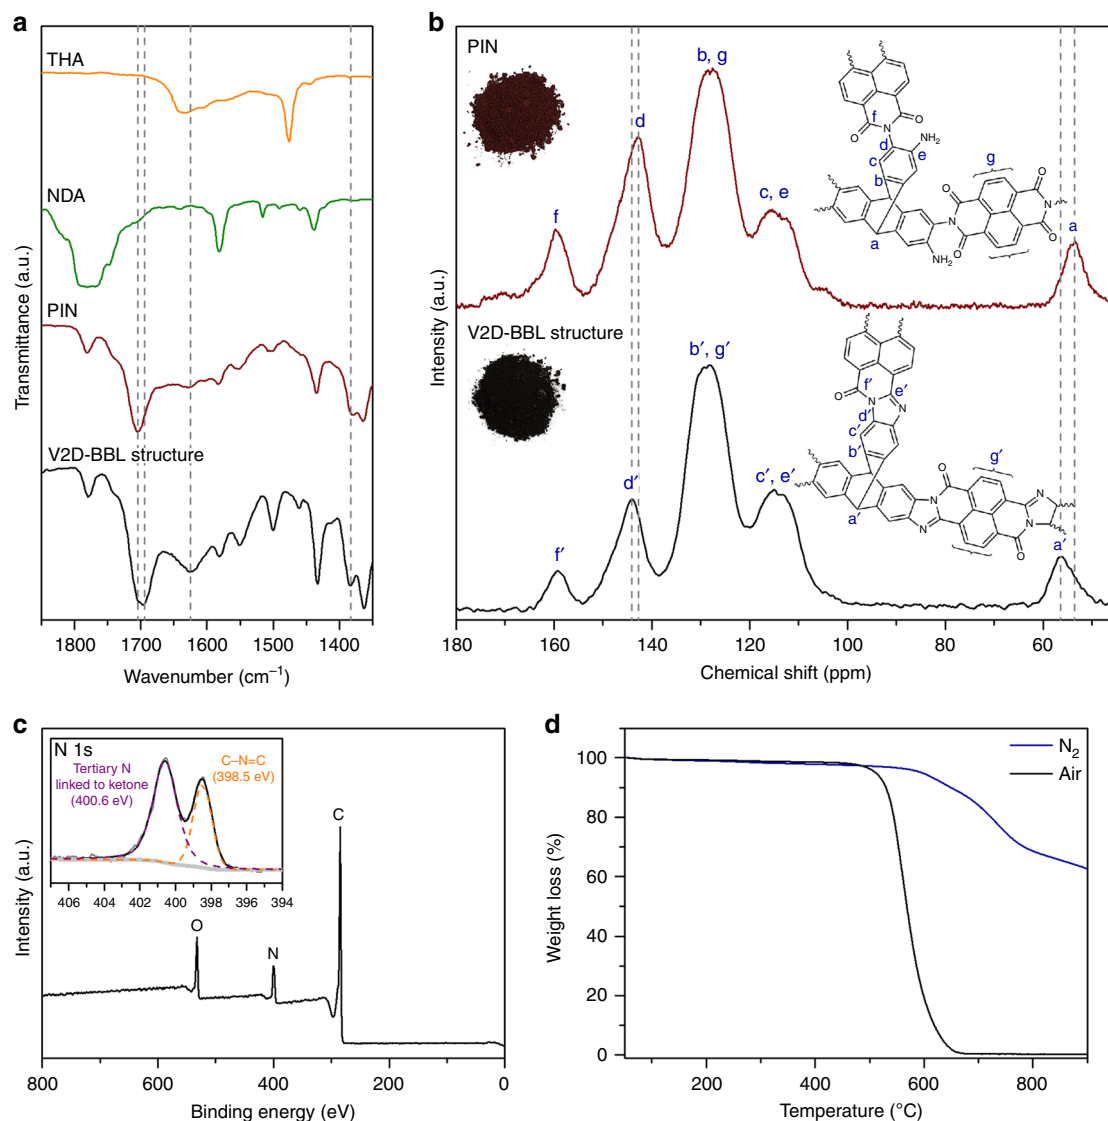 a
THA
NDA
PIN
V2D-BBL structure
Transmittance (a.u.)
1800
1700
1600
1500
1400
Wavenumber (cm⁻¹)
b
PIN
f
d
b, g
c, e
a
f
O
O
N
d
NH₂
c
e
b
g
O
O
N
N
O
O
a
NH₂
V2D-BBL structure
f′
d′
b′, g′
c′, e′
a′
f′
e′
O
N
N
d′
c′
b′
g′
O
N
N
N
N
O
a′
Intensity (a.u.)
180
160
140
120
100
80
60
Chemical shift (ppm)
c
N 1s
Tertiary N
linked to ketone
(400.6 eV)
C–N=C
(398.5 eV)
406
404
402
400
398
396
394
O
N
C
Intensity (a.u.)
800
600
400
200
0
Binding energy (eV)
d
N₂
Air
100
80
60
40
20
0
Weight loss (%)
200
400
600
800
Temperature (°C)